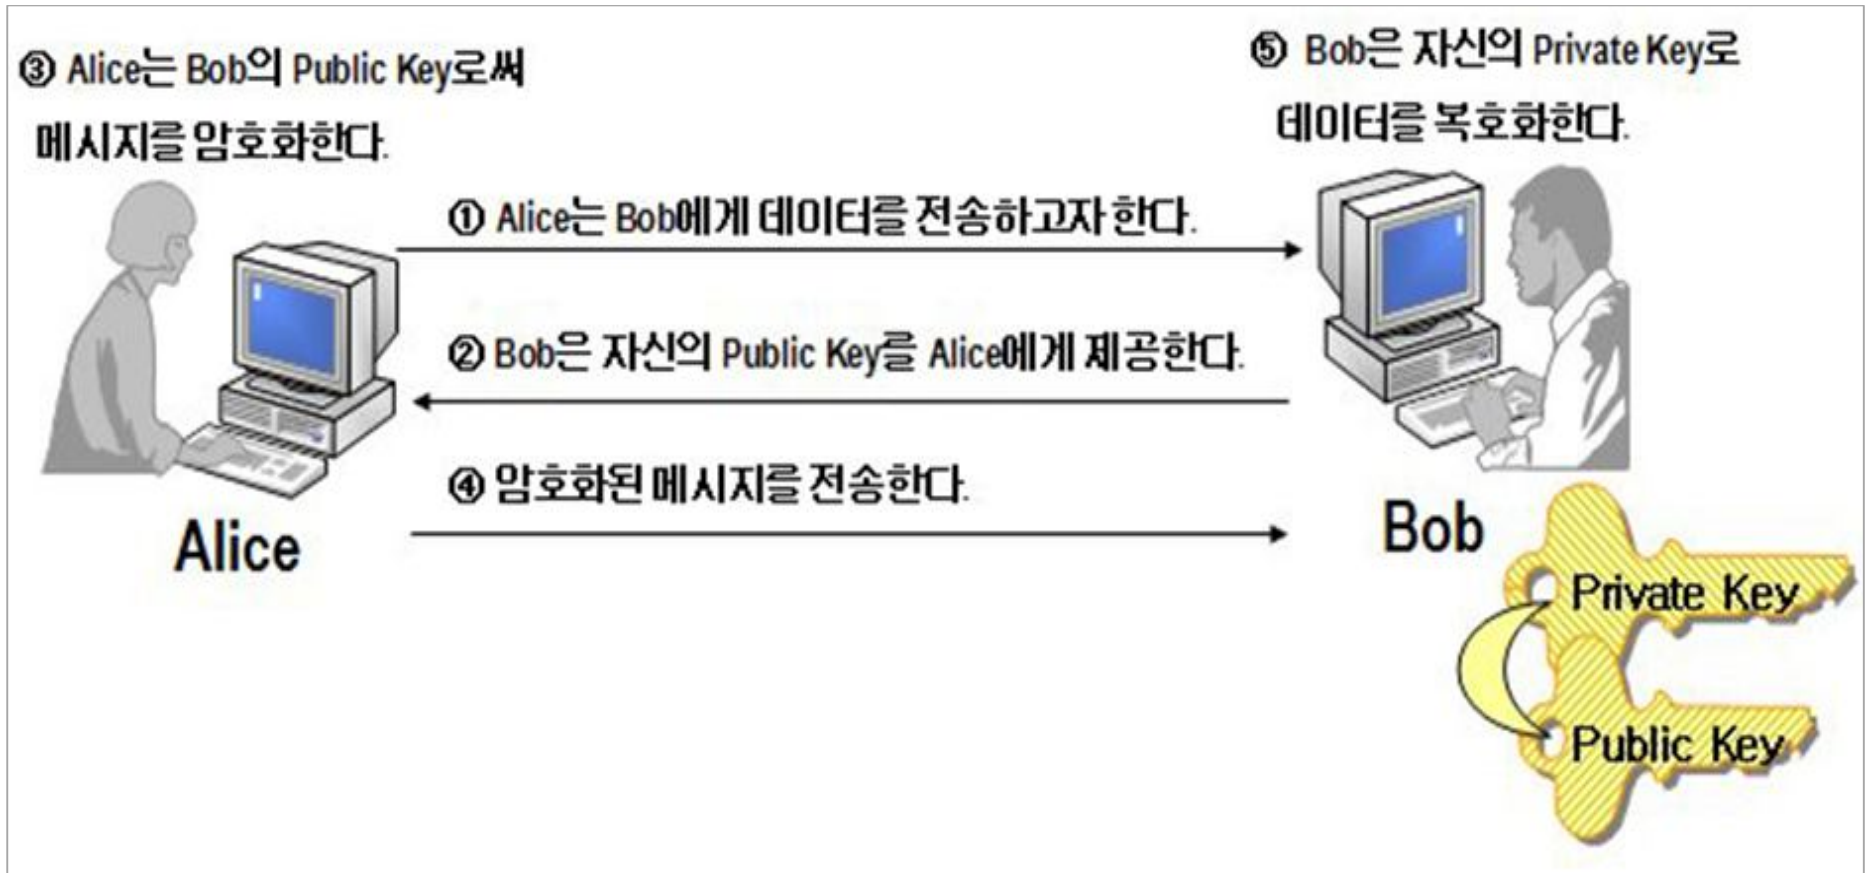 ③ Alice는 Bob의 Public Key로써
메시지를 암호화한다.
⑤ Bob은 자신의 Private Key로
데이터를 복호화한다.
① Alice는 Bob에게 데이터를 전송하고자 한다.
② Bob은 자신의 Public Key를 Alice에게 제공한다.
④ 암호화된 메시지를 전송한다.
Alice
Bob
Private Key
Public Key